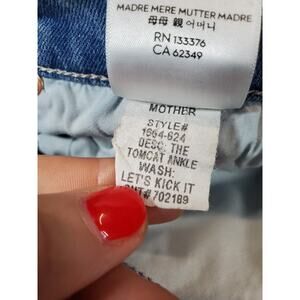 MADRE MERE MUTTER MADRE
母母 親 어머니
RN 133376
CA 62349
MOTHER
STYLE#
1664-624
DESC: THE
TOMCAT ANKLE
WASH:
LET'S KICK IT
#702189